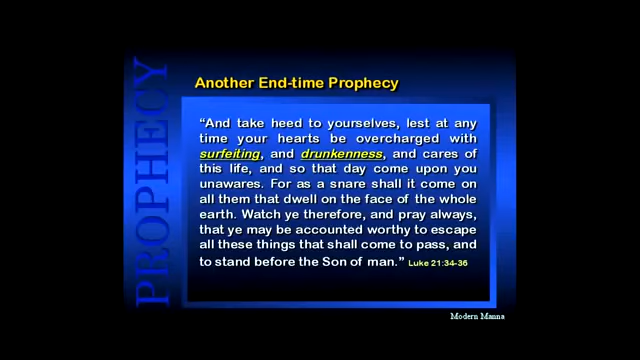 PROPHECY
Another End-time Prophecy
“And take heed to yourselves, lest at any
time your hearts be overcharged with
surfeiting, and drunkenness, and cares of
this life, and so that day come upon you
unawares. For as a snare shall it come on
all them that dwell on the face of the whole
earth. Watch ye therefore, and pray always,
that ye may be accounted worthy to escape
all these things that shall come to pass, and
to stand before the Son of man.” Luke 21:34-36
Modern Manna